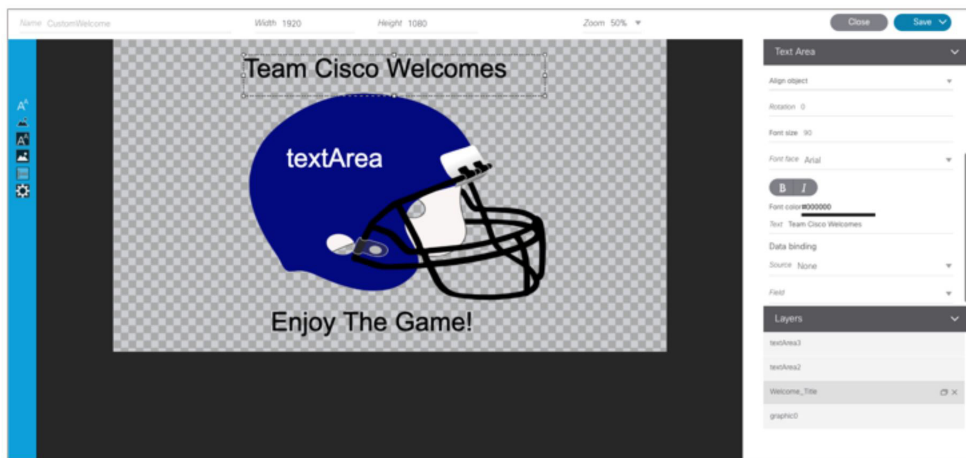 Name CustomWelcome
Width 1920
Height 1080
Zoom 50%
Close
Save
Team Cisco Welcomes
textArea
Enjoy The Game!
Text Area
Align object
Rotation 0
Font size 90
Font face Arial
B I
Font color #000000
Text Team Cisco Welcomes
Data binding
Source None
Field
Layers
textArea3
textArea2
Welcome_Title
graphic0